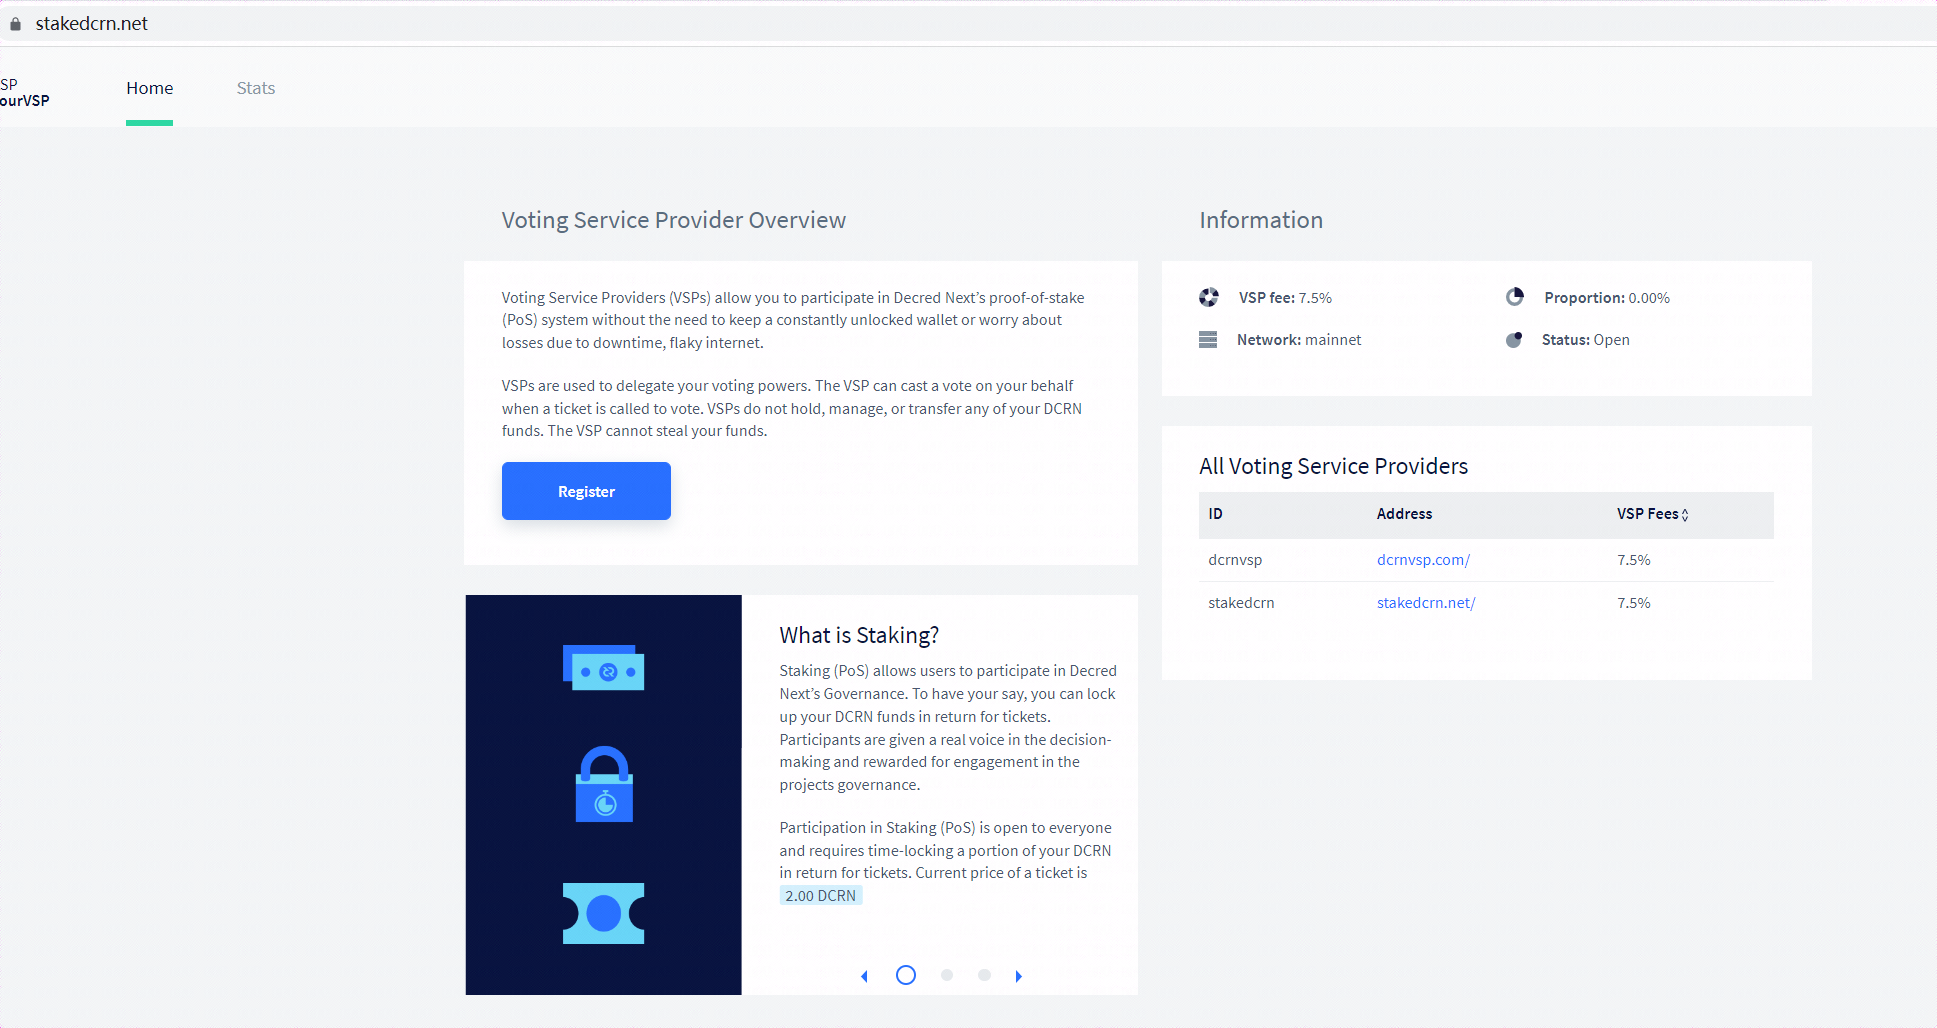 stakedcrn.net
SP
ourVSP
Home
Stats
Voting Service Provider Overview
Voting Service Providers (VSPs) allow you to participate in Decred Next’s proof-of-stake
(PoS) system without the need to keep a constantly unlocked wallet or worry about
losses due to downtime, flaky internet.
VSPs are used to delegate your voting powers. The VSP can cast a vote on your behalf
when a ticket is called to vote. VSPs do not hold, manage, or transfer any of your DCRN
funds. The VSP cannot steal your funds.
Register
What is Staking?
Staking (PoS) allows users to participate in Decred
Next’s Governance. To have your say, you can lock
up your DCRN funds in return for tickets.
Participants are given a real voice in the decision-
making and rewarded for engagement in the
projects governance.
Participation in Staking (PoS) is open to everyone
and requires time-locking a portion of your DCRN
in return for tickets. Current price of a ticket is
2.00 DCRN
Information
VSP fee: 7.5%
Proportion: 0.00%
Network: mainnet
Status: Open
All Voting Service Providers
ID Address VSP Fees
dcrnvsp dcrnvsp.com/ 7.5%
stakedcrn stakedcrn.net/ 7.5%